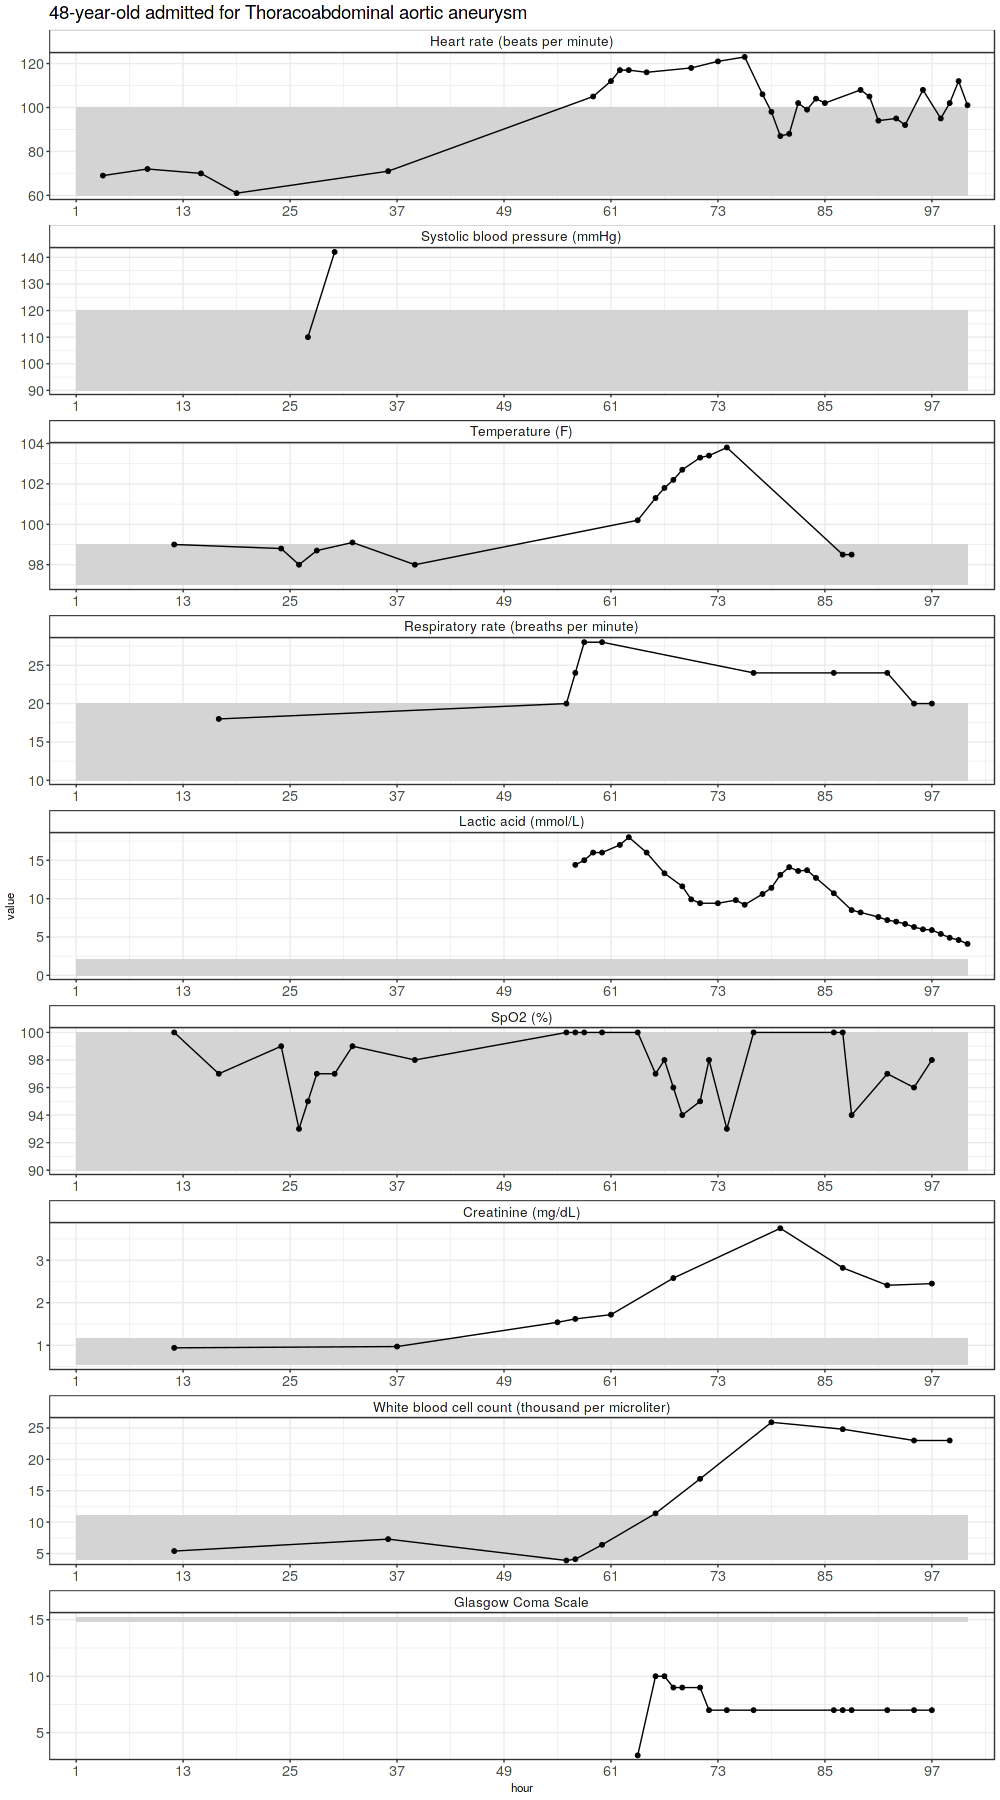 48-year-old admitted for Thoracoabdominal aortic aneurysm
Heart rate (beats per minute)
120
100
80
60
1 13 25 37 49 61 73 85 97
Systolic blood pressure (mmHg)
140
130
120
110
100
90
1 13 25 37 49 61 73 85 97
Temperature (F)
104
102
100
98
1 13 25 37 49 61 73 85 97
Respiratory rate (breaths per minute)
25
20
15
10
1 13 25 37 49 61 73 85 97
Lactic acid (mmol/L)
15
10
5
0
1 13 25 37 49 61 73 85 97
value
SpO2 (%)
100
98
96
94
92
90
1 13 25 37 49 61 73 85 97
Creatinine (mg/dL)
3
2
1
1 13 25 37 49 61 73 85 97
White blood cell count (thousand per microliter)
25
20
15
10
5
1 13 25 37 49 61 73 85 97
Glasgow Coma Scale
15
10
5
1 13 25 37 49 61 73 85 97
hour